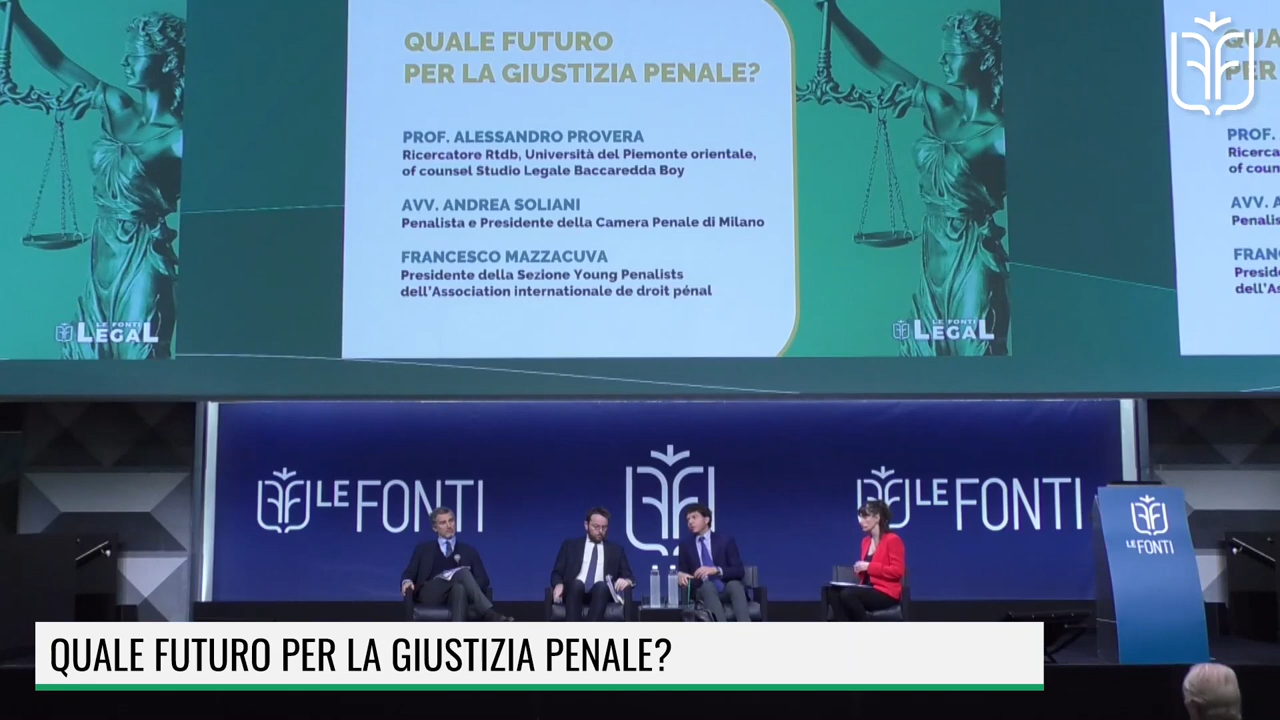 QUALE FUTURO
PER LA GIUSTIZIA PENALE?
PROF. ALESSANDRO PROVERA
Ricercatore Rtdb, Università del Piemonte orientale,
of counsel Studio Legale Baccaredda Boy
AVV. ANDREA SOLIANI
Penalista e Presidente della Camera Penale di Milano
FRANCESCO MAZZACUVA
Presidente della Sezione Young Penalists
dell'Association internationale de droit pénal
LE FONTI
LEGAL
LE FONTI
LEGAL
PROF.
AVV.
LE FONTI
LE FONTI
LE FONTI
QUALE FUTURO PER LA GIUSTIZIA PENALE?